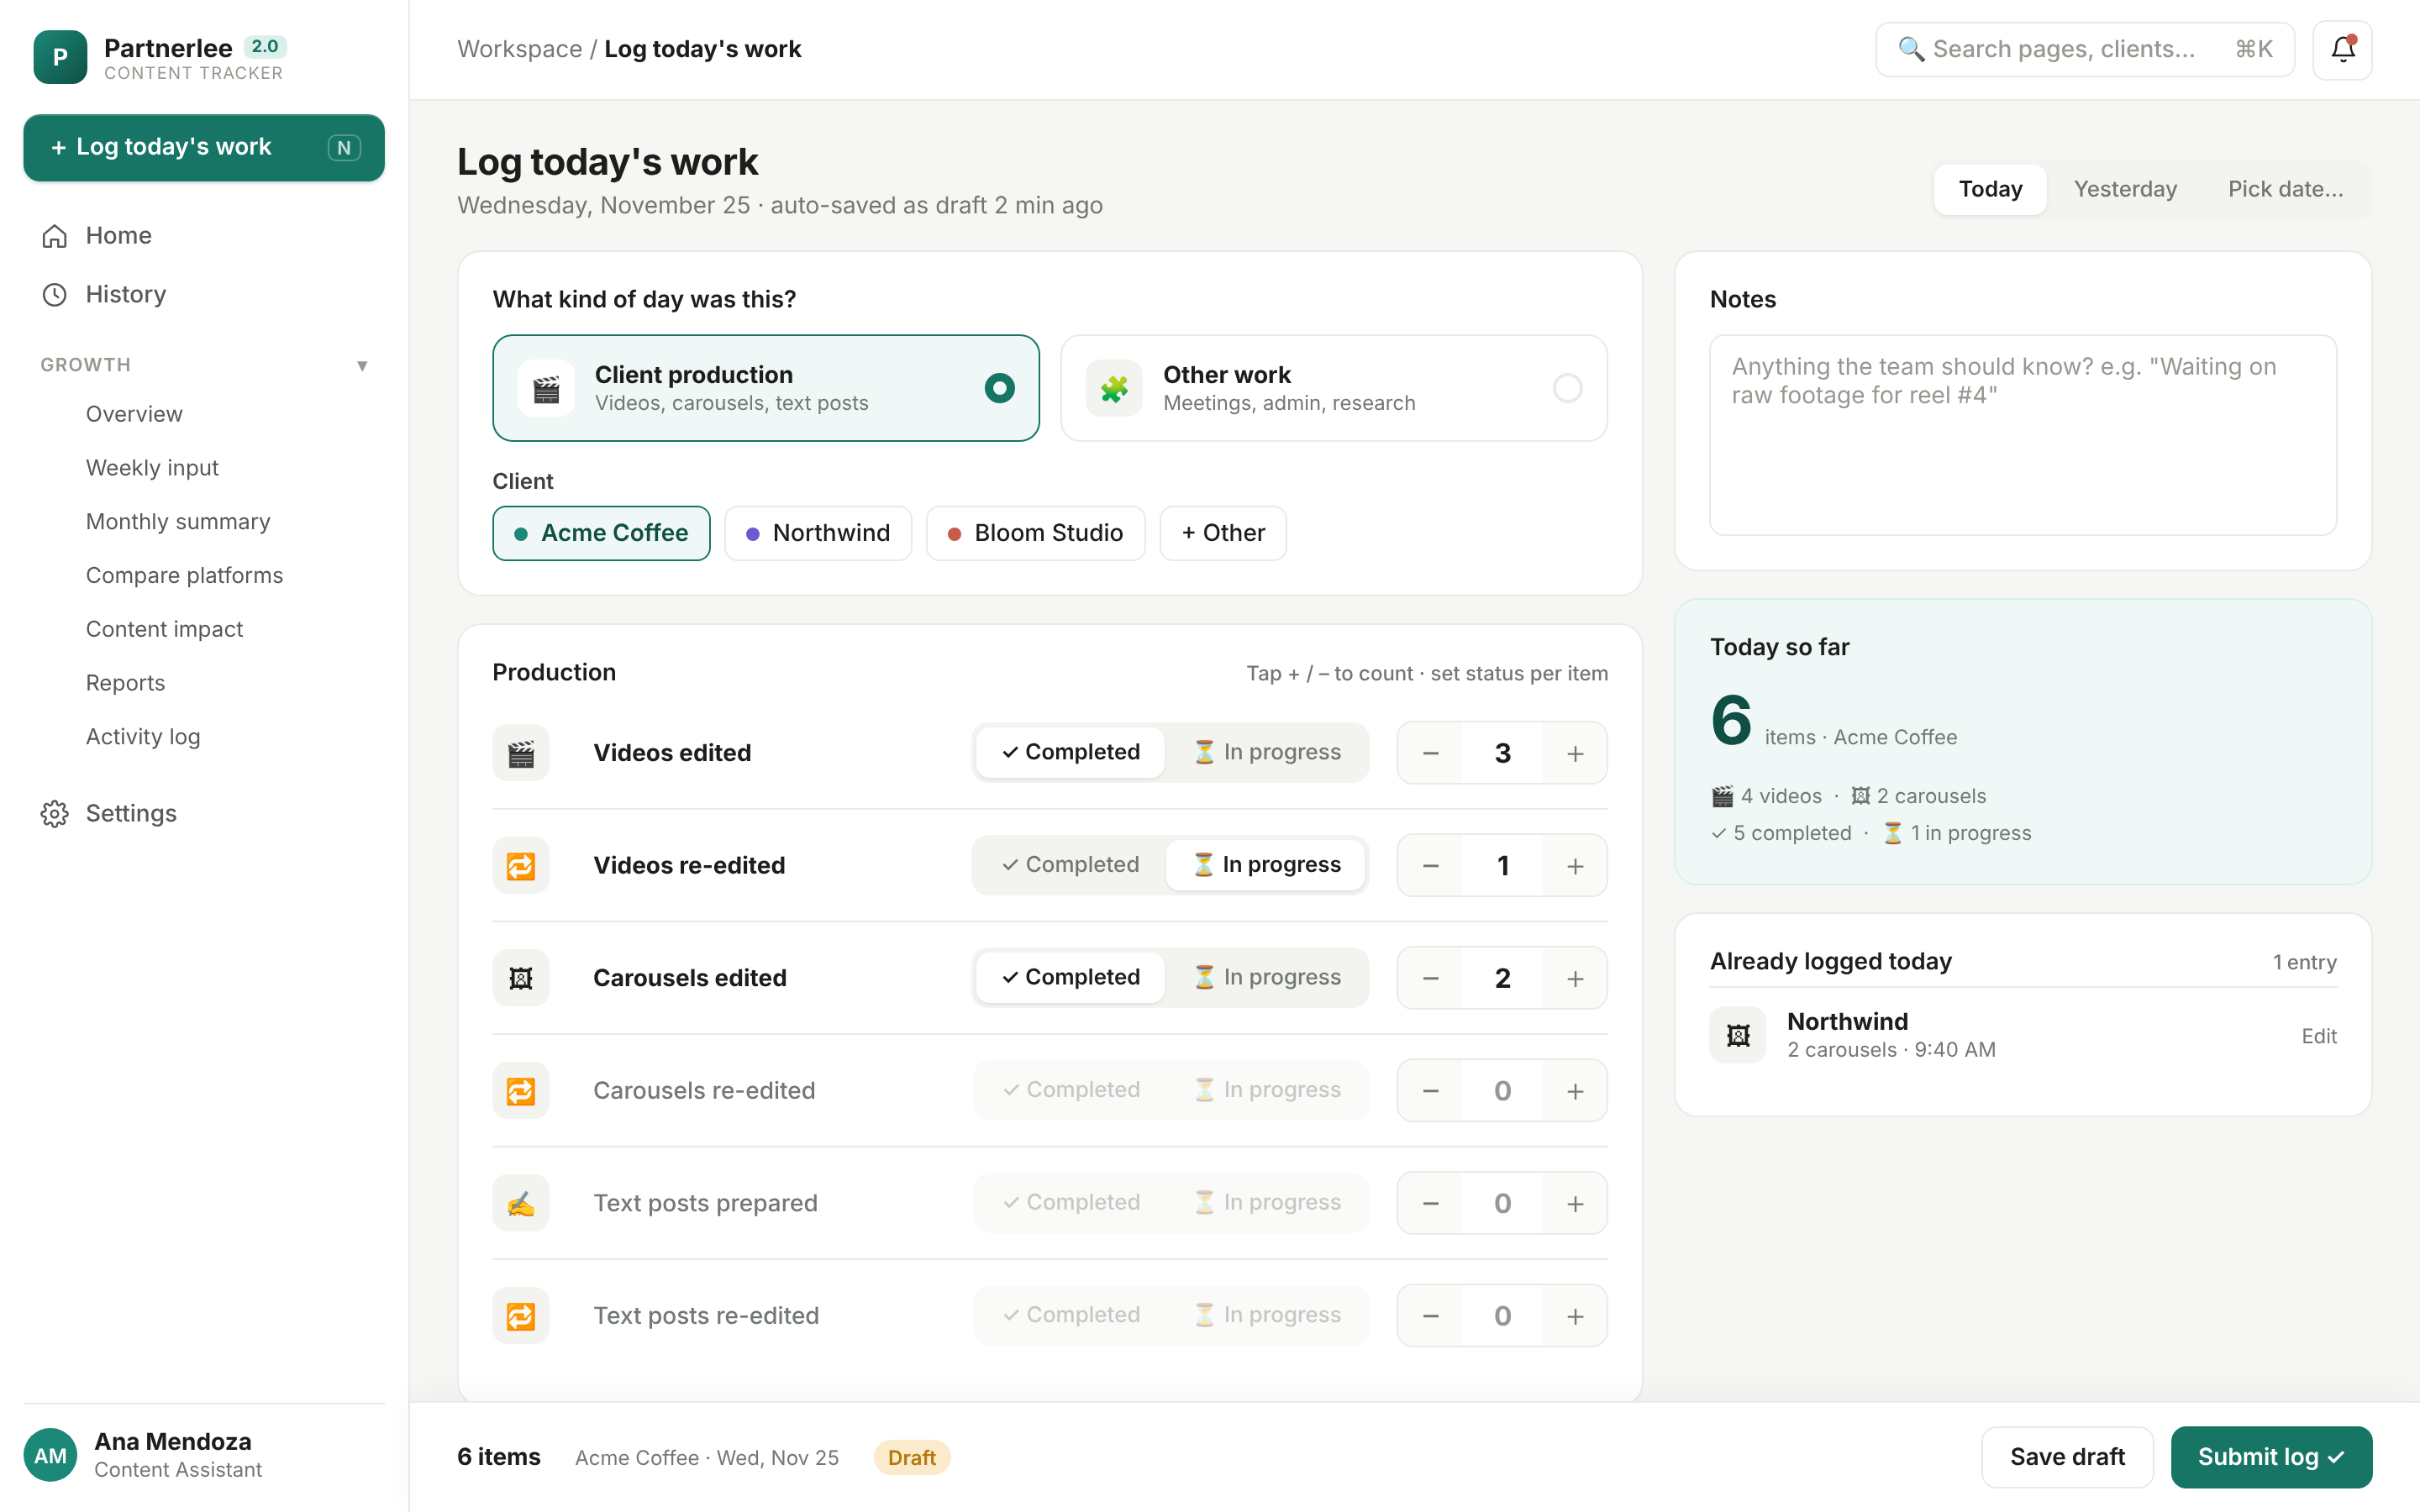 P
Partnerlee 2.0
CONTENT TRACKER
+ Log today's work N
Home
History
GROWTH ▼
Overview
Weekly input
Monthly summary
Compare platforms
Content impact
Reports
Activity log
Settings
AM
Ana Mendoza
Content Assistant
Workspace / Log today's work
🔍 Search pages, clients... ⌘K
Log today's work
Wednesday, November 25 · auto-saved as draft 2 min ago
Today Yesterday Pick date...
What kind of day was this?
Client production
Videos, carousels, text posts
Other work
Meetings, admin, research
Client
Acme Coffee Northwind Bloom Studio + Other
Production Tap + / – to count · set status per item
Videos edited ✓ Completed ⏳ In progress − 3 +
Videos re-edited ✓ Completed ⏳ In progress − 1 +
Carousels edited ✓ Completed ⏳ In progress − 2 +
Carousels re-edited ✓ Completed ⏳ In progress − 0 +
Text posts prepared ✓ Completed ⏳ In progress − 0 +
Text posts re-edited ✓ Completed ⏳ In progress − 0 +
Notes
Anything the team should know? e.g. "Waiting on
raw footage for reel #4"
Today so far
6 items · Acme Coffee
🎬 4 videos · 🖼 2 carousels
✓ 5 completed · ⏳ 1 in progress
Already logged today 1 entry
Northwind
2 carousels · 9:40 AM
Edit
6 items Acme Coffee · Wed, Nov 25 Draft
Save draft Submit log ✓